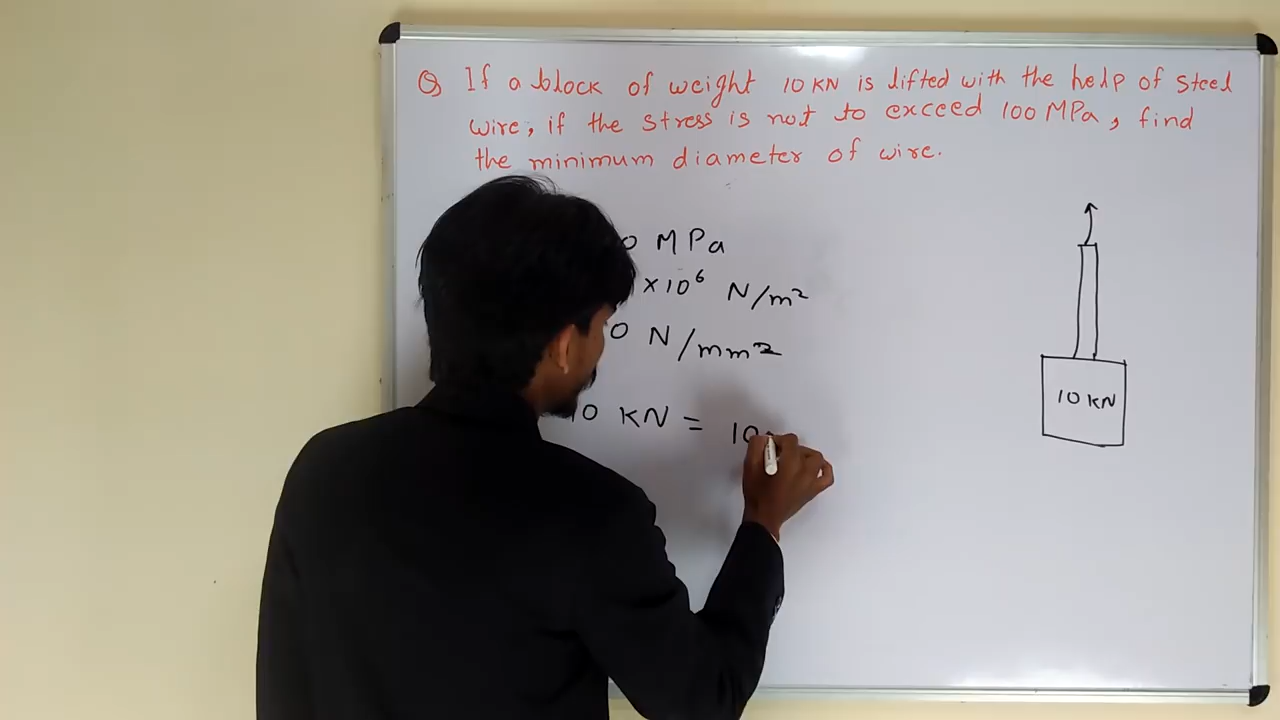 Q If a block of weight 10 KN is lifted with the help of steel
wire, if the stress is not to exceed 100 MPa, find
the minimum diameter of wire.
0 MPa
×10⁶ N/m²
0 N/mm²
10 KN = 10
10 KN